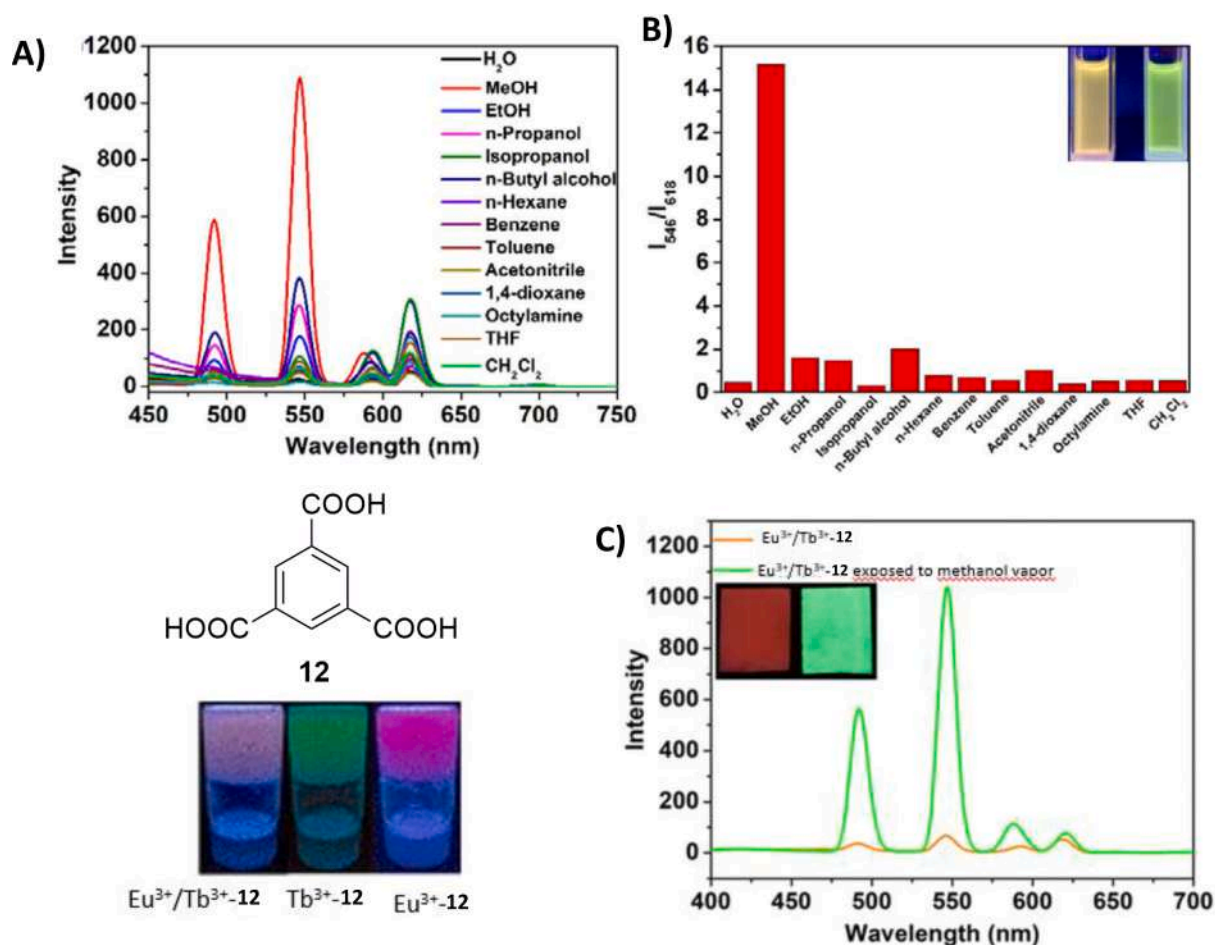 A)
1200
1000
800
600
400
200
0
Intensity
450 500 550 600 650 700 750
Wavelength (nm)
H₂O
MeOH
EtOH
n-Propanol
Isopropanol
n-Butyl alcohol
n-Hexane
Benzene
Toluene
Acetonitrile
1,4-dioxane
Octylamine
THF
CH₂Cl₂
B)
16
14
12
10
8
6
4
2
0
I₅₄₆/I₆₁₈
H₂O
MeOH
EtOH
n-Propanol
Isopropanol
n-Butyl alcohol
n-Hexane
Benzene
Toluene
Acetonitrile
1,4-dioxane
Octylamine
THF
CH₂Cl₂
COOH
HOOC COOH
12
Eu³⁺/Tb³⁺-12 Tb³⁺-12 Eu³⁺-12
C)
Eu³⁺/Tb³⁺-12
Eu³⁺/Tb³⁺-12 exposed to methanol vapor
1200
1000
800
600
400
200
0
Intensity
400 450 500 550 600 650 700
Wavelength (nm)